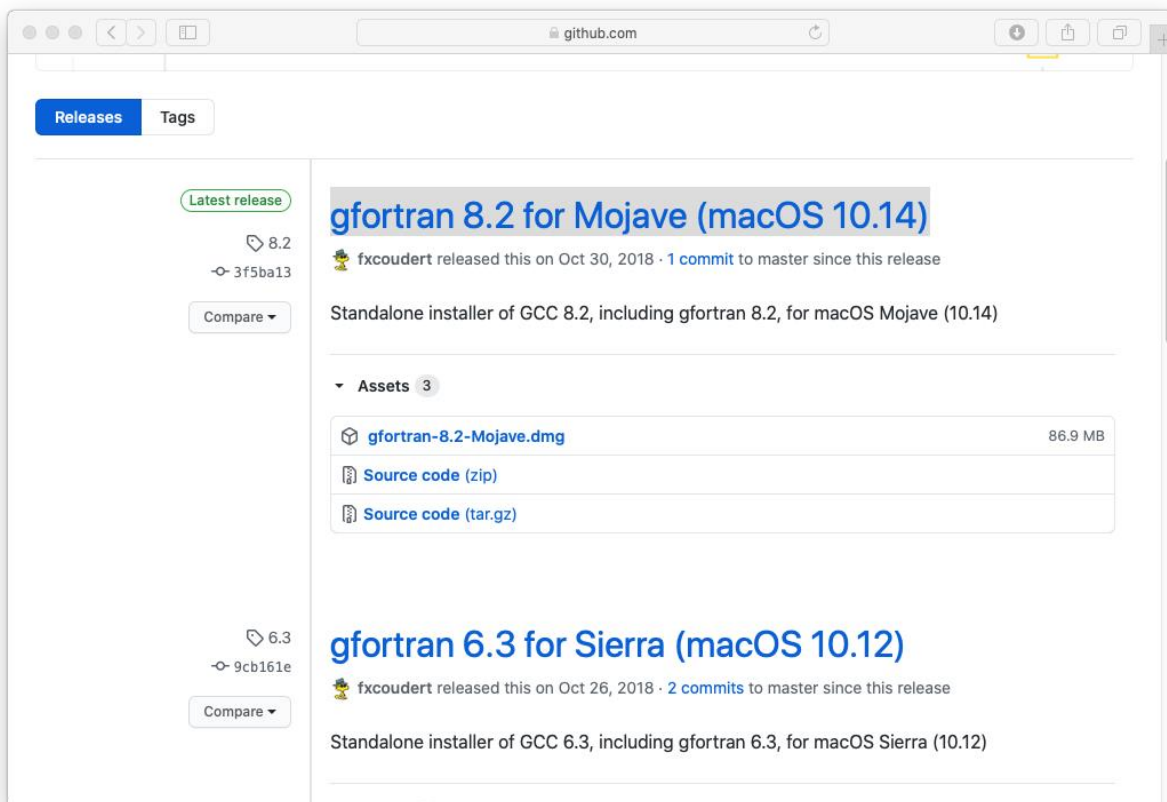 github.com
Releases Tags
Latest release
8.2
3f5ba13
Compare
gfortran 8.2 for Mojave (macOS 10.14)
fxcoudert released this on Oct 30, 2018 · 1 commit to master since this release
Standalone installer of GCC 8.2, including gfortran 8.2, for macOS Mojave (10.14)
Assets 3
gfortran-8.2-Mojave.dmg 86.9 MB
Source code (zip)
Source code (tar.gz)
6.3
9cb161e
Compare
gfortran 6.3 for Sierra (macOS 10.12)
fxcoudert released this on Oct 26, 2018 · 2 commits to master since this release
Standalone installer of GCC 6.3, including gfortran 6.3, for macOS Sierra (10.12)